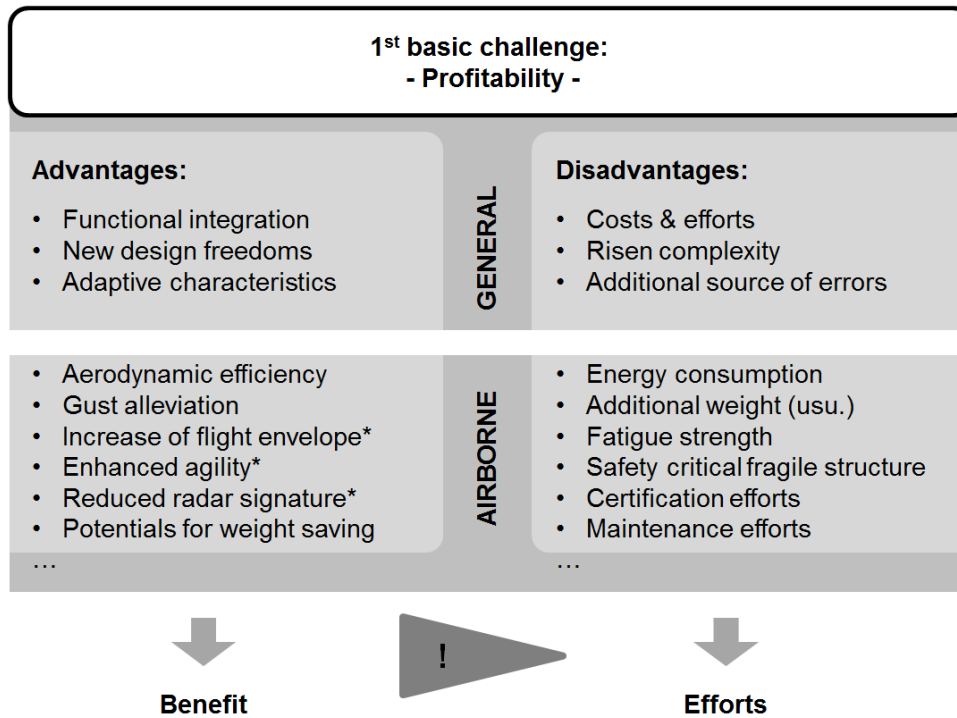 1st basic challenge:
- Profitability -
Advantages:
• Functional integration
• New design freedoms
• Adaptive characteristics
GENERAL
Disadvantages:
• Costs & efforts
• Risen complexity
• Additional source of errors
• Aerodynamic efficiency
• Gust alleviation
• Increase of flight envelope*
• Enhanced agility*
• Reduced radar signature*
• Potentials for weight saving
…
AIRBORNE
• Energy consumption
• Additional weight (usu.)
• Fatigue strength
• Safety critical fragile structure
• Certification efforts
• Maintenance efforts
…
Benefit
!
Efforts